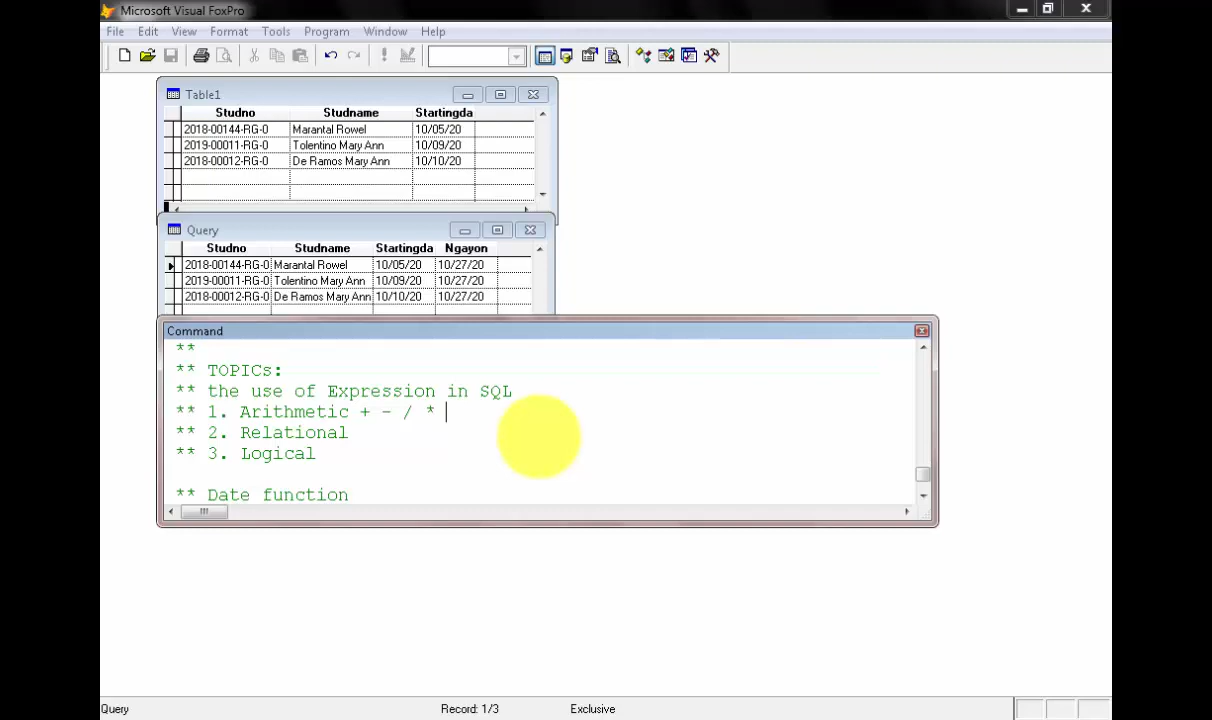 Microsoft Visual FoxPro
File Edit View Format Tools Program Window Help
Table1
Studno Studname Startingda
2018-00144-RG-0 Marantal Rowel 10/05/20
2019-00011-RG-0 Tolentino Mary Ann 10/09/20
2018-00012-RG-0 De Ramos Mary Ann 10/10/20
Query
Studno Studname Startingda Ngayon
2018-00144-RG-0 Marantal Rowel 10/05/20 10/27/20
2019-00011-RG-0 Tolentino Mary Ann 10/09/20 10/27/20
2018-00012-RG-0 De Ramos Mary Ann 10/10/20 10/27/20
Command
**
** TOPICs:
** the use of Expression in SQL
** 1. Arithmetic + - / *
** 2. Relational
** 3. Logical
** Date function
Query Record: 1/3 Exclusive